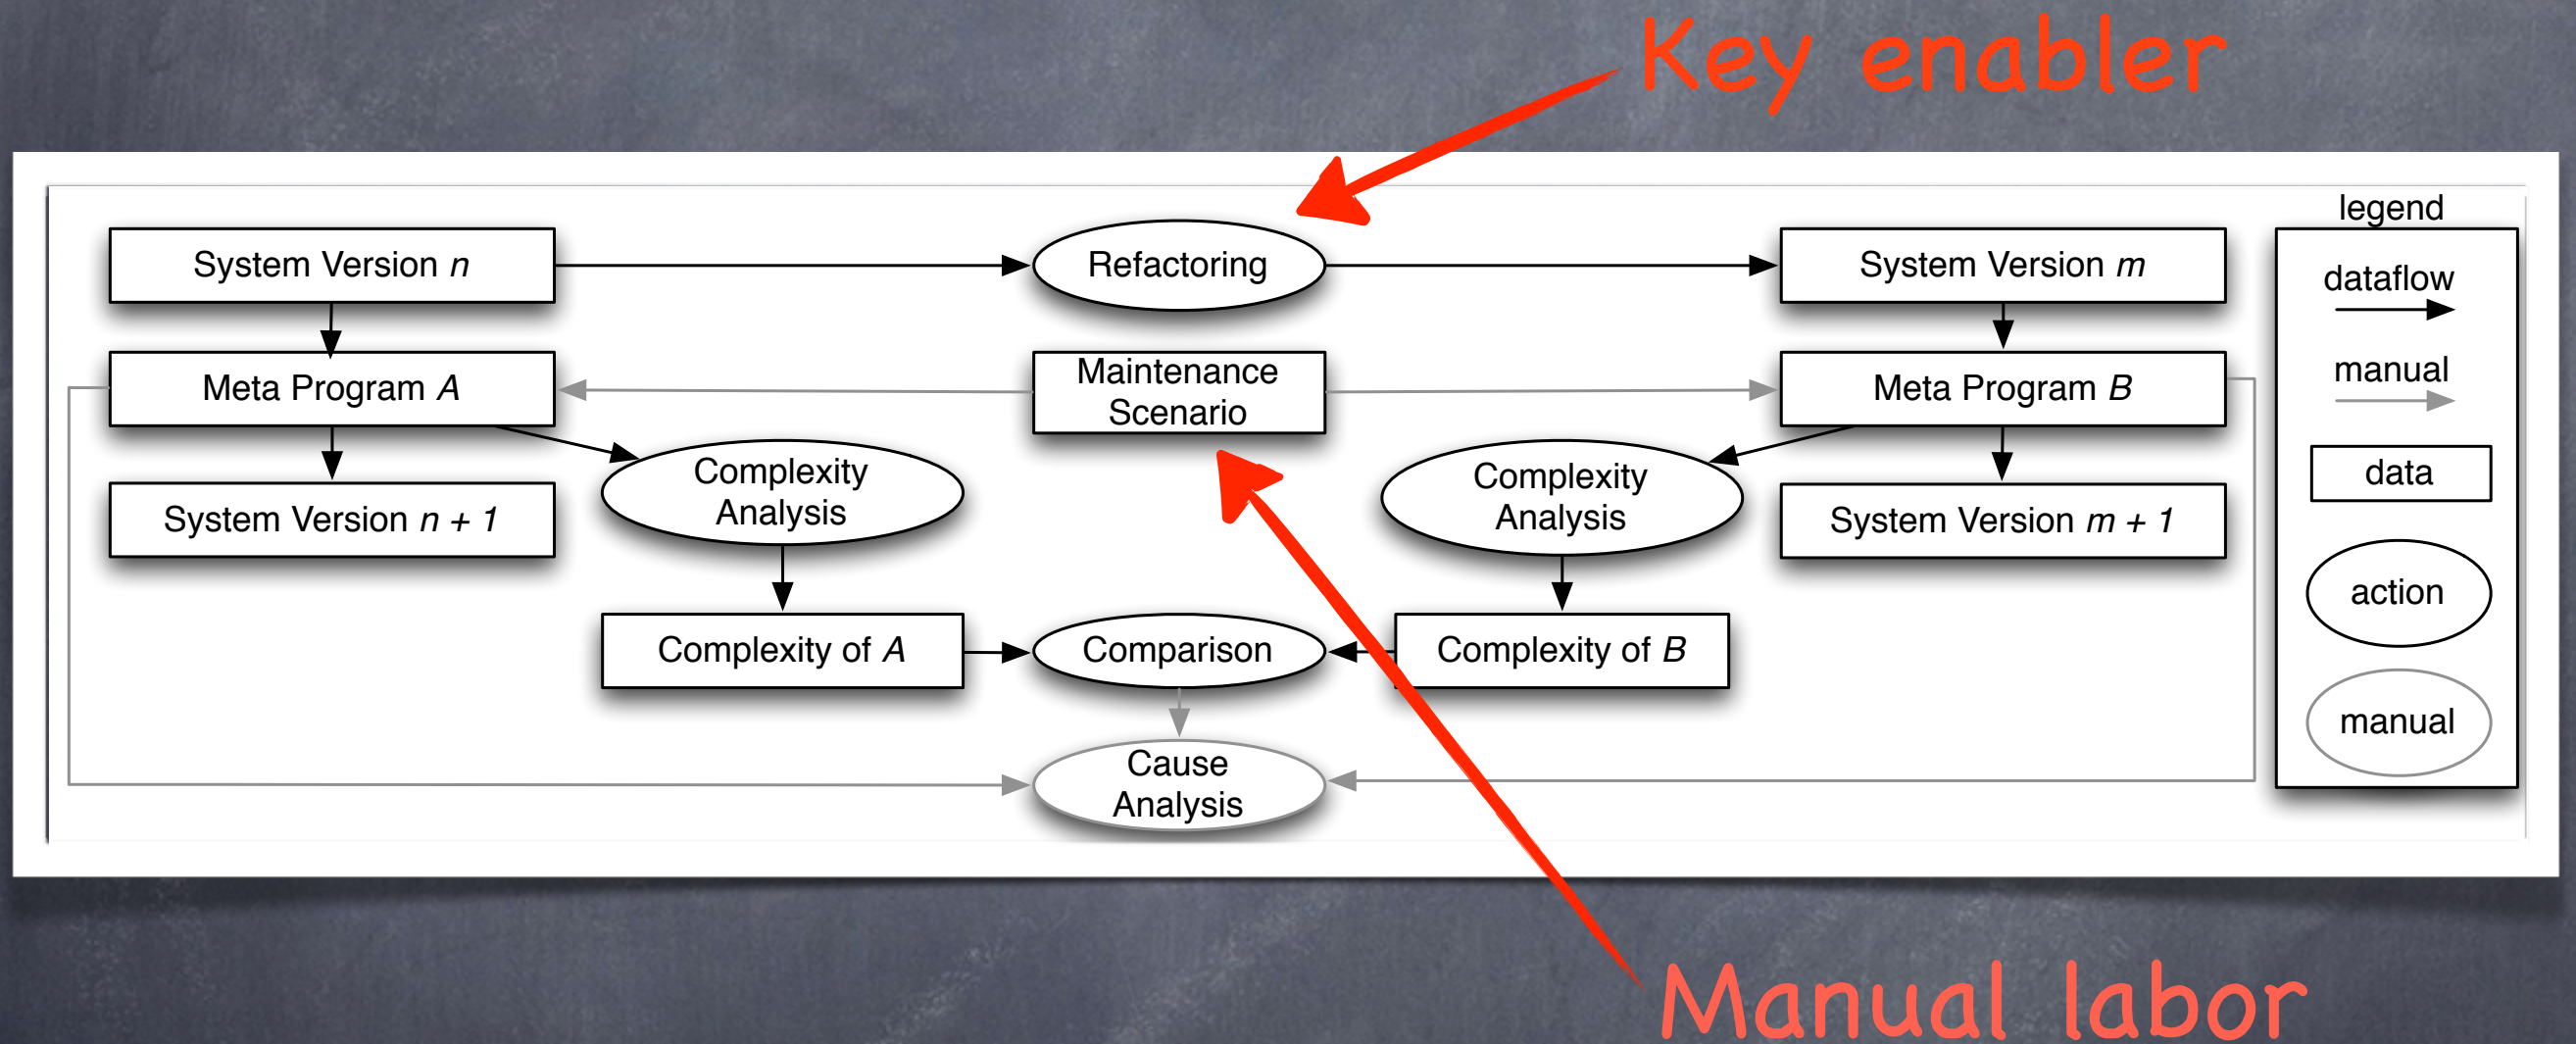 Key enabler
legend
System Version n
Refactoring
System Version m
dataflow
Meta Program A
Maintenance
Scenario
Meta Program B
manual
Complexity
Analysis
Complexity
Analysis
data
System Version n + 1
System Version m + 1
action
Complexity of A
Comparison
Complexity of B
manual
Cause
Analysis
Manual labor